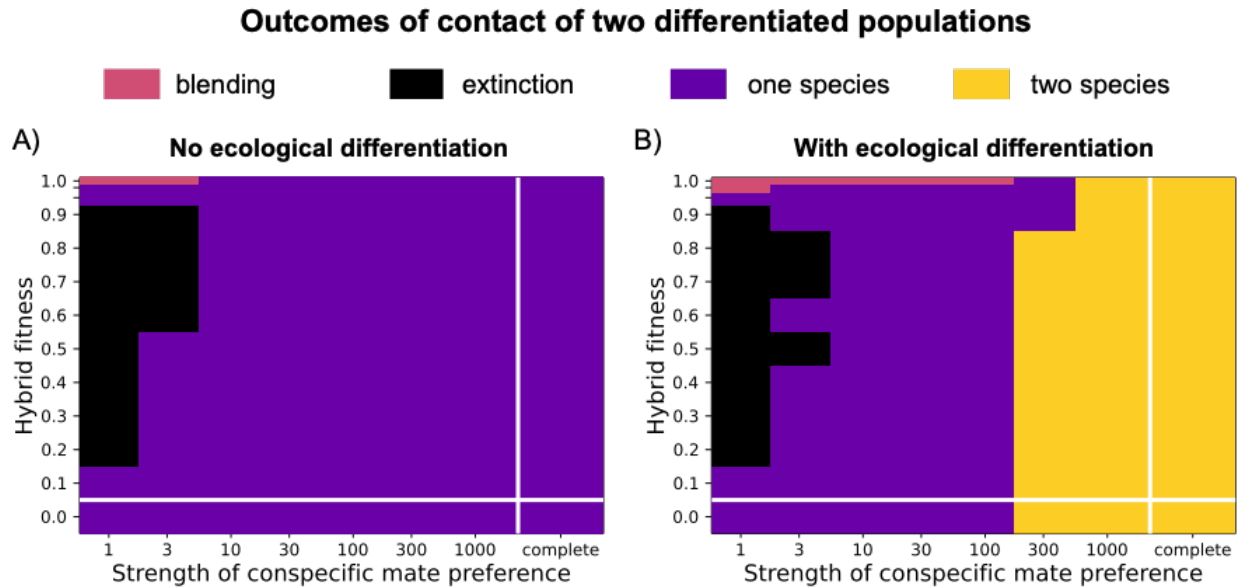 Outcomes of contact of two differentiated populations
blending extinction one species two species
A) No ecological differentiation
1.0
0.9
0.8
0.7
0.6
0.5
0.4
0.3
0.2
0.1
0.0
Hybrid fitness
1 3 10 30 100 300 1000 complete
Strength of conspecific mate preference
B) With ecological differentiation
1.0
0.9
0.8
0.7
0.6
0.5
0.4
0.3
0.2
0.1
0.0
Hybrid fitness
1 3 10 30 100 300 1000 complete
Strength of conspecific mate preference